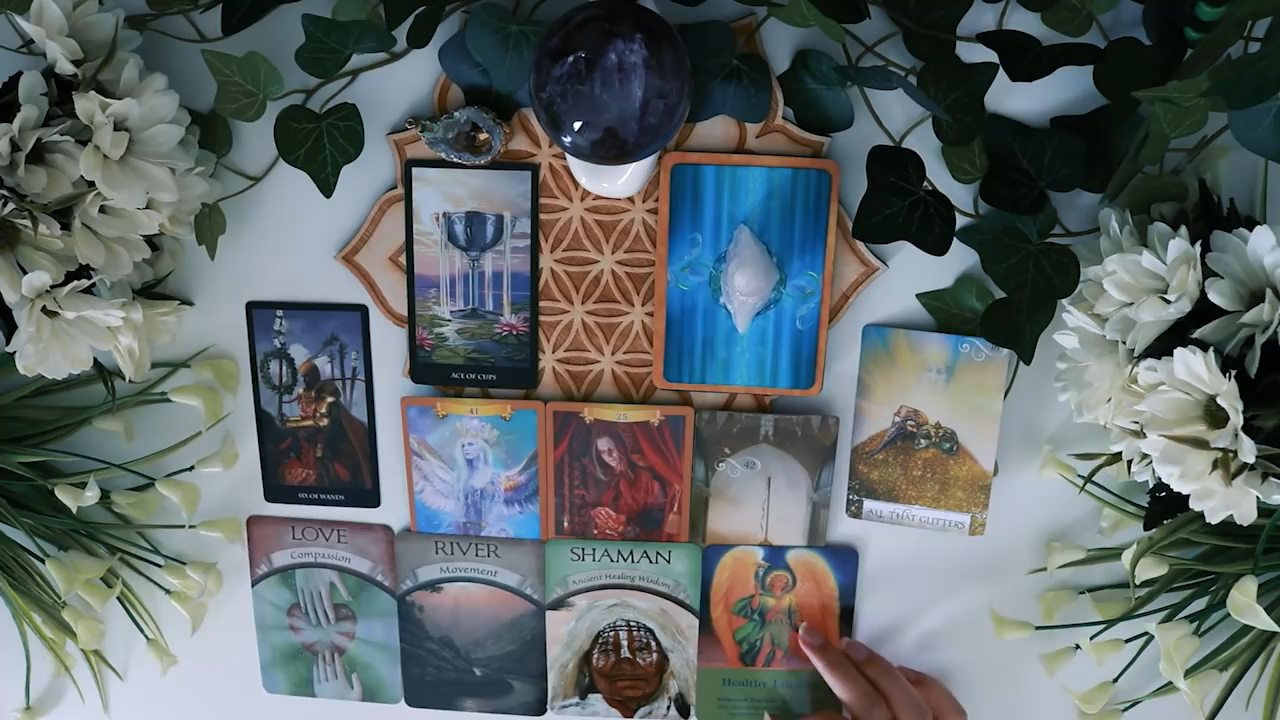 ACE OF CUPS
SIX OF WANDS
41
25
42
ALL THAT GLITTERS
LOVE
Compassion
RIVER
Movement
SHAMAN
Ancient Healing Wisdom
Healthy